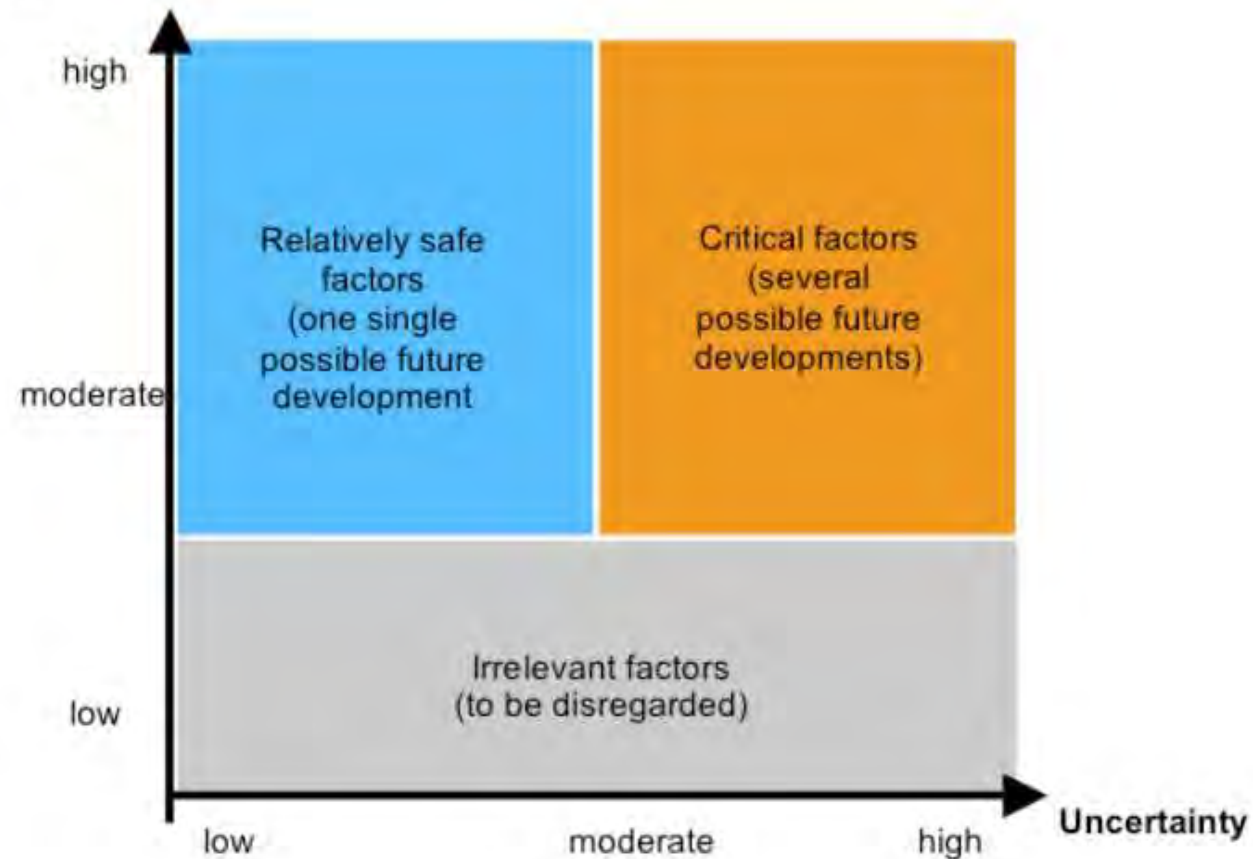 high
Relatively safe
factors
(one single
possible future
development
Critical factors
(several
possible future
developments)
moderate
Irrelevant factors
(to be disregarded)
low
low
moderate
high
Uncertainty